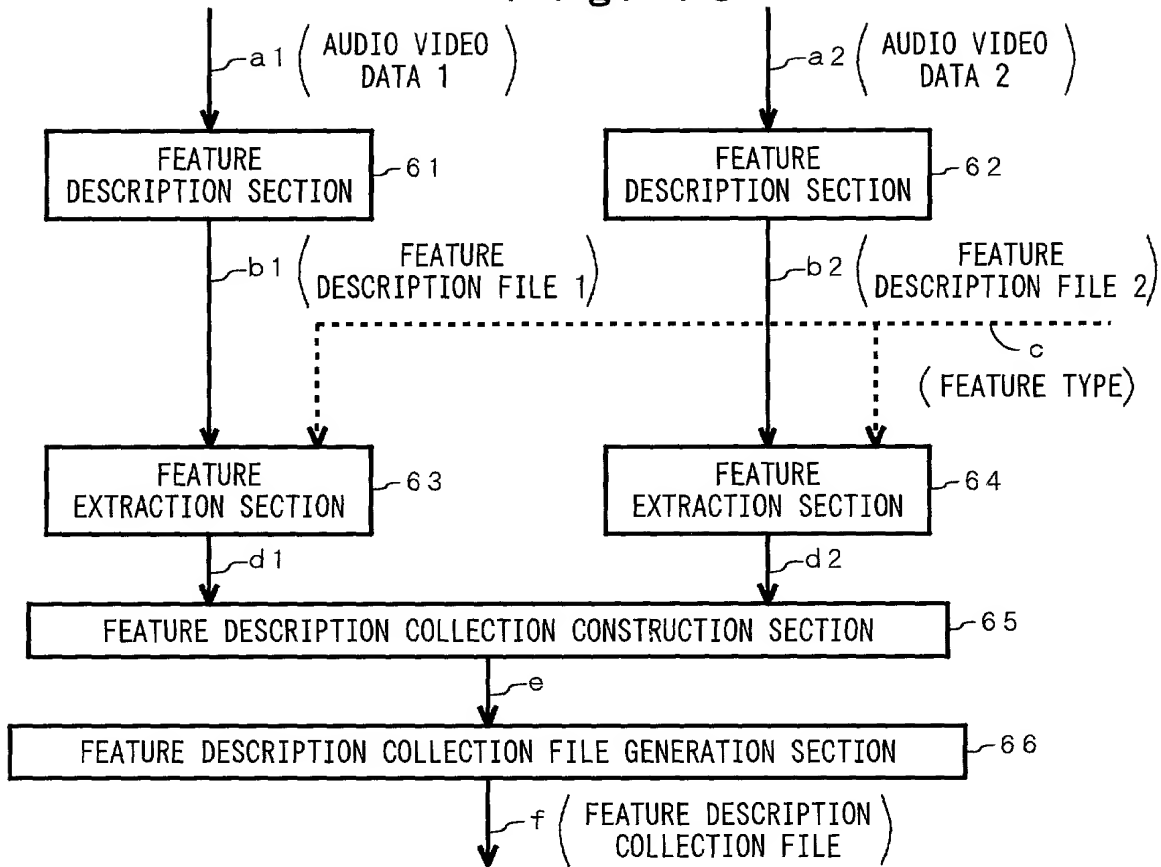 a1 ( AUDIO VIDEO DATA 1 )
a2 ( AUDIO VIDEO DATA 2 )
FEATURE
DESCRIPTION SECTION
61
FEATURE
DESCRIPTION SECTION
62
b1 ( FEATURE DESCRIPTION FILE 1 )
b2 ( FEATURE DESCRIPTION FILE 2 )
c
( FEATURE TYPE )
FEATURE
EXTRACTION SECTION
63
FEATURE
EXTRACTION SECTION
64
d1
d2
FEATURE DESCRIPTION COLLECTION CONSTRUCTION SECTION
65
e
FEATURE DESCRIPTION COLLECTION FILE GENERATION SECTION
66
f ( FEATURE DESCRIPTION COLLECTION FILE )